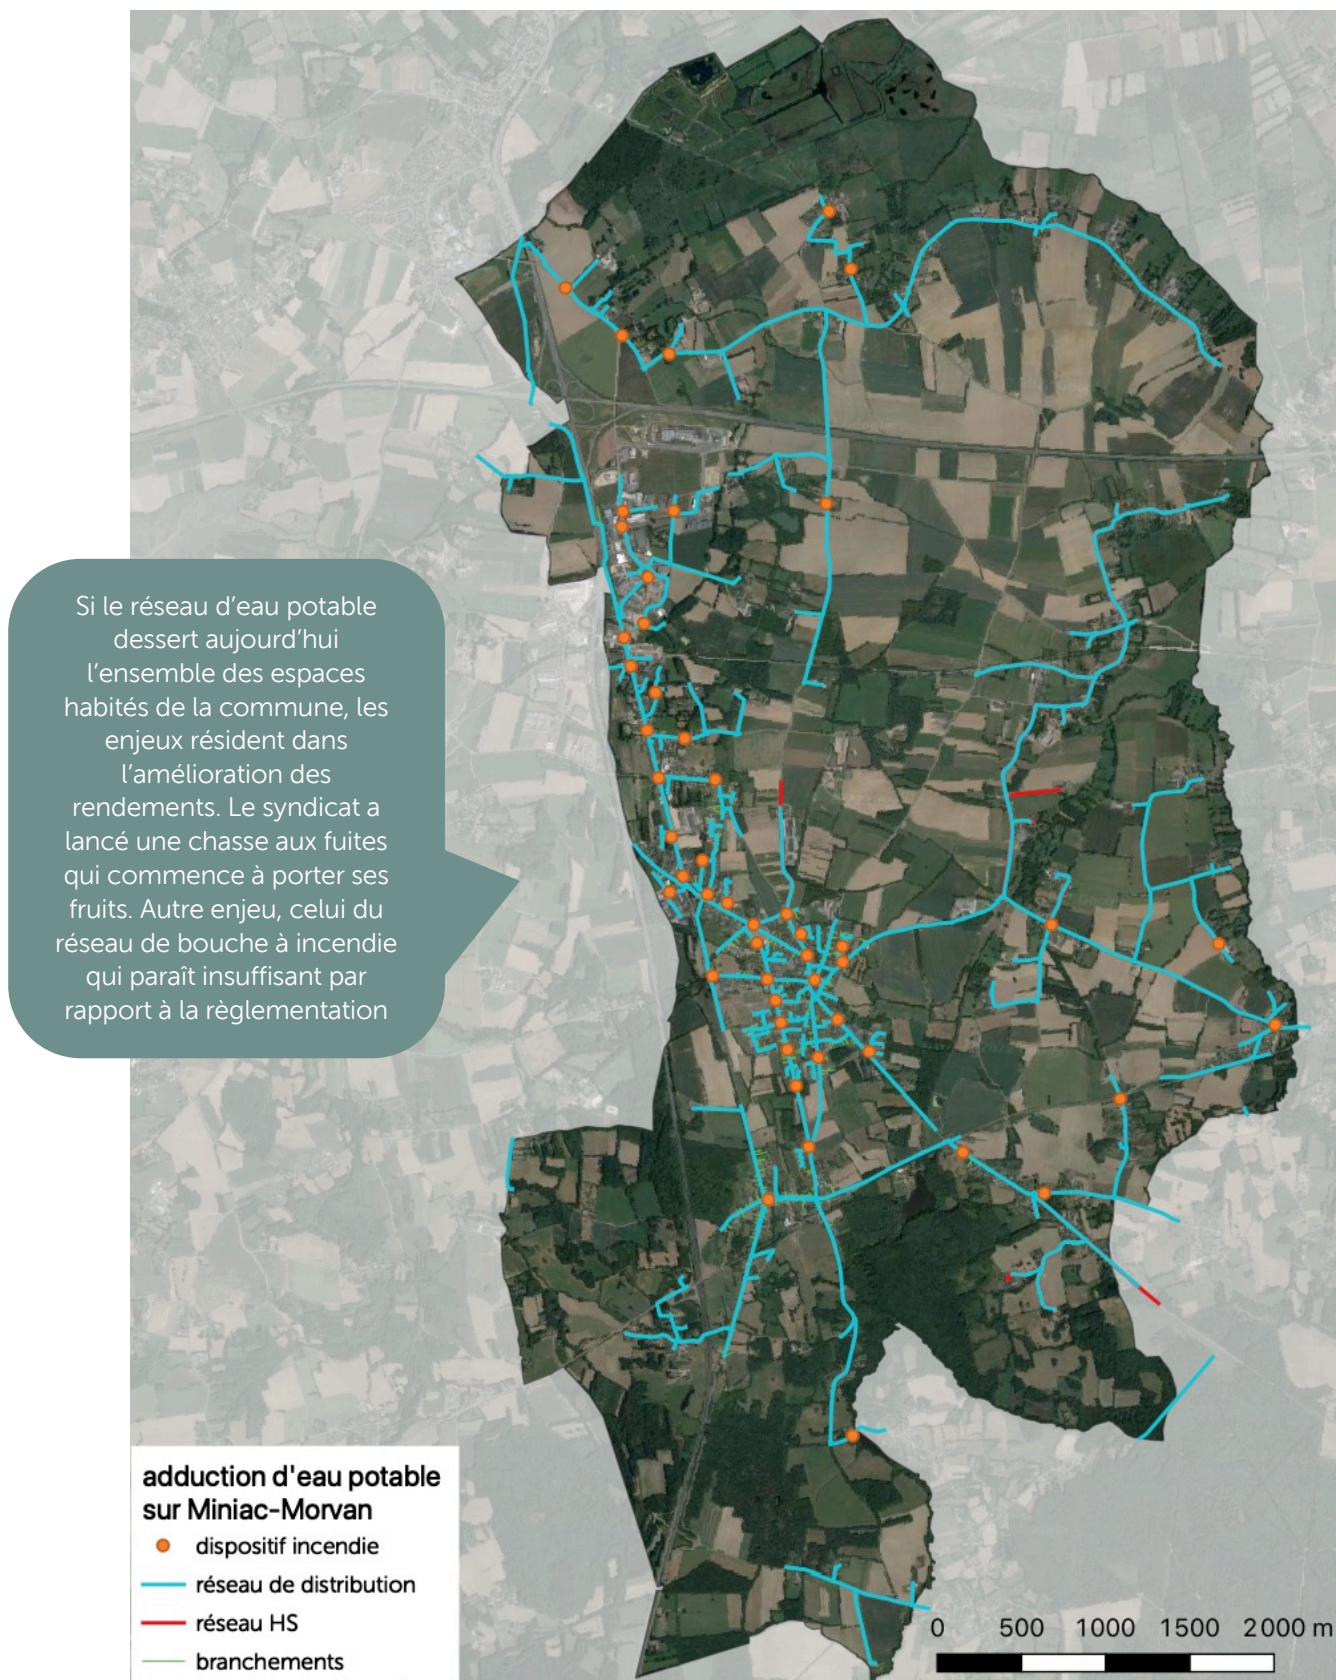 Si le réseau d'eau potable
dessert aujourd'hui
l'ensemble des espaces
habités de la commune, les
enjeux résident dans
l'amélioration des
rendements. Le syndicat a
lancé une chasse aux fuites
qui commence à porter ses
fruits. Autre enjeu, celui du
réseau de bouche à incendie
qui paraît insuffisant par
rapport à la règlementation
adduction d'eau potable
sur Miniac-Morvan
dispositif incendie
réseau de distribution
réseau HS
branchements
0 500 1000 1500 2000 m